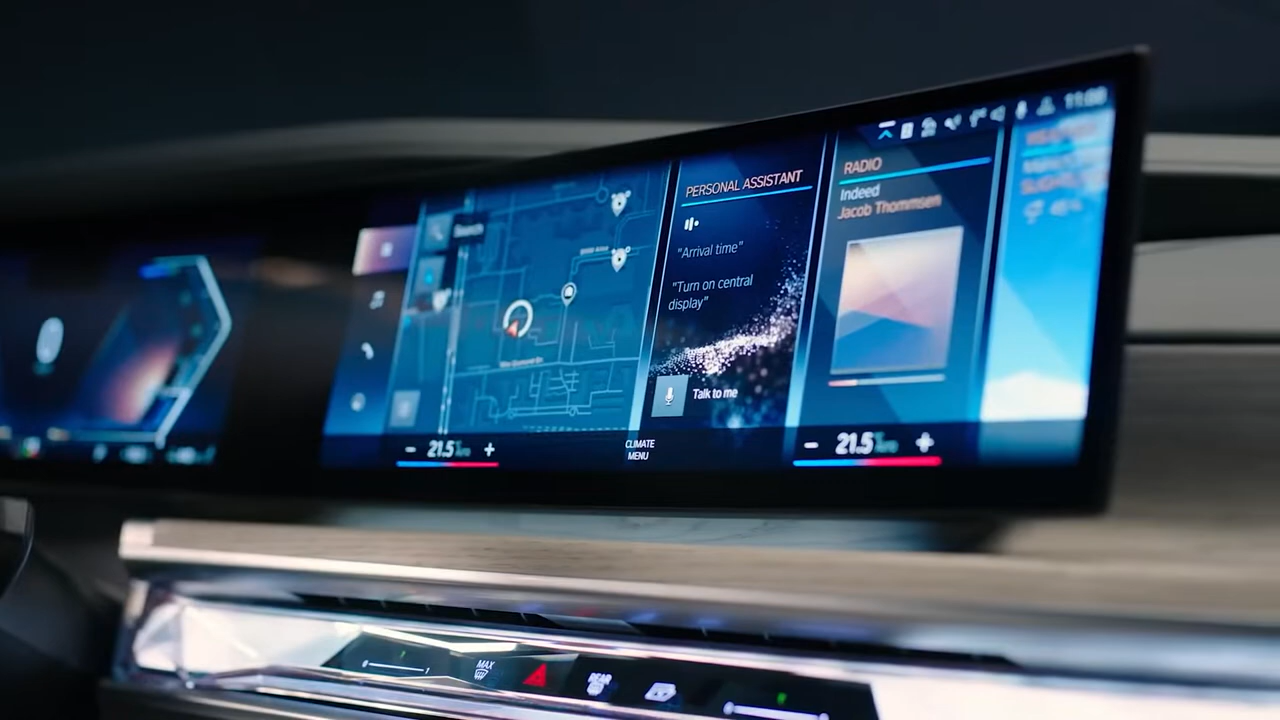 11:08
Search
PERSONAL ASSISTANT
"Arrival time"
"Turn on central
display"
Talk to me
RADIO
Indeed
Jacob Thommsen
- 21.5 +
CLIMATE
MENU
- 21.5 +
MAX
REAR